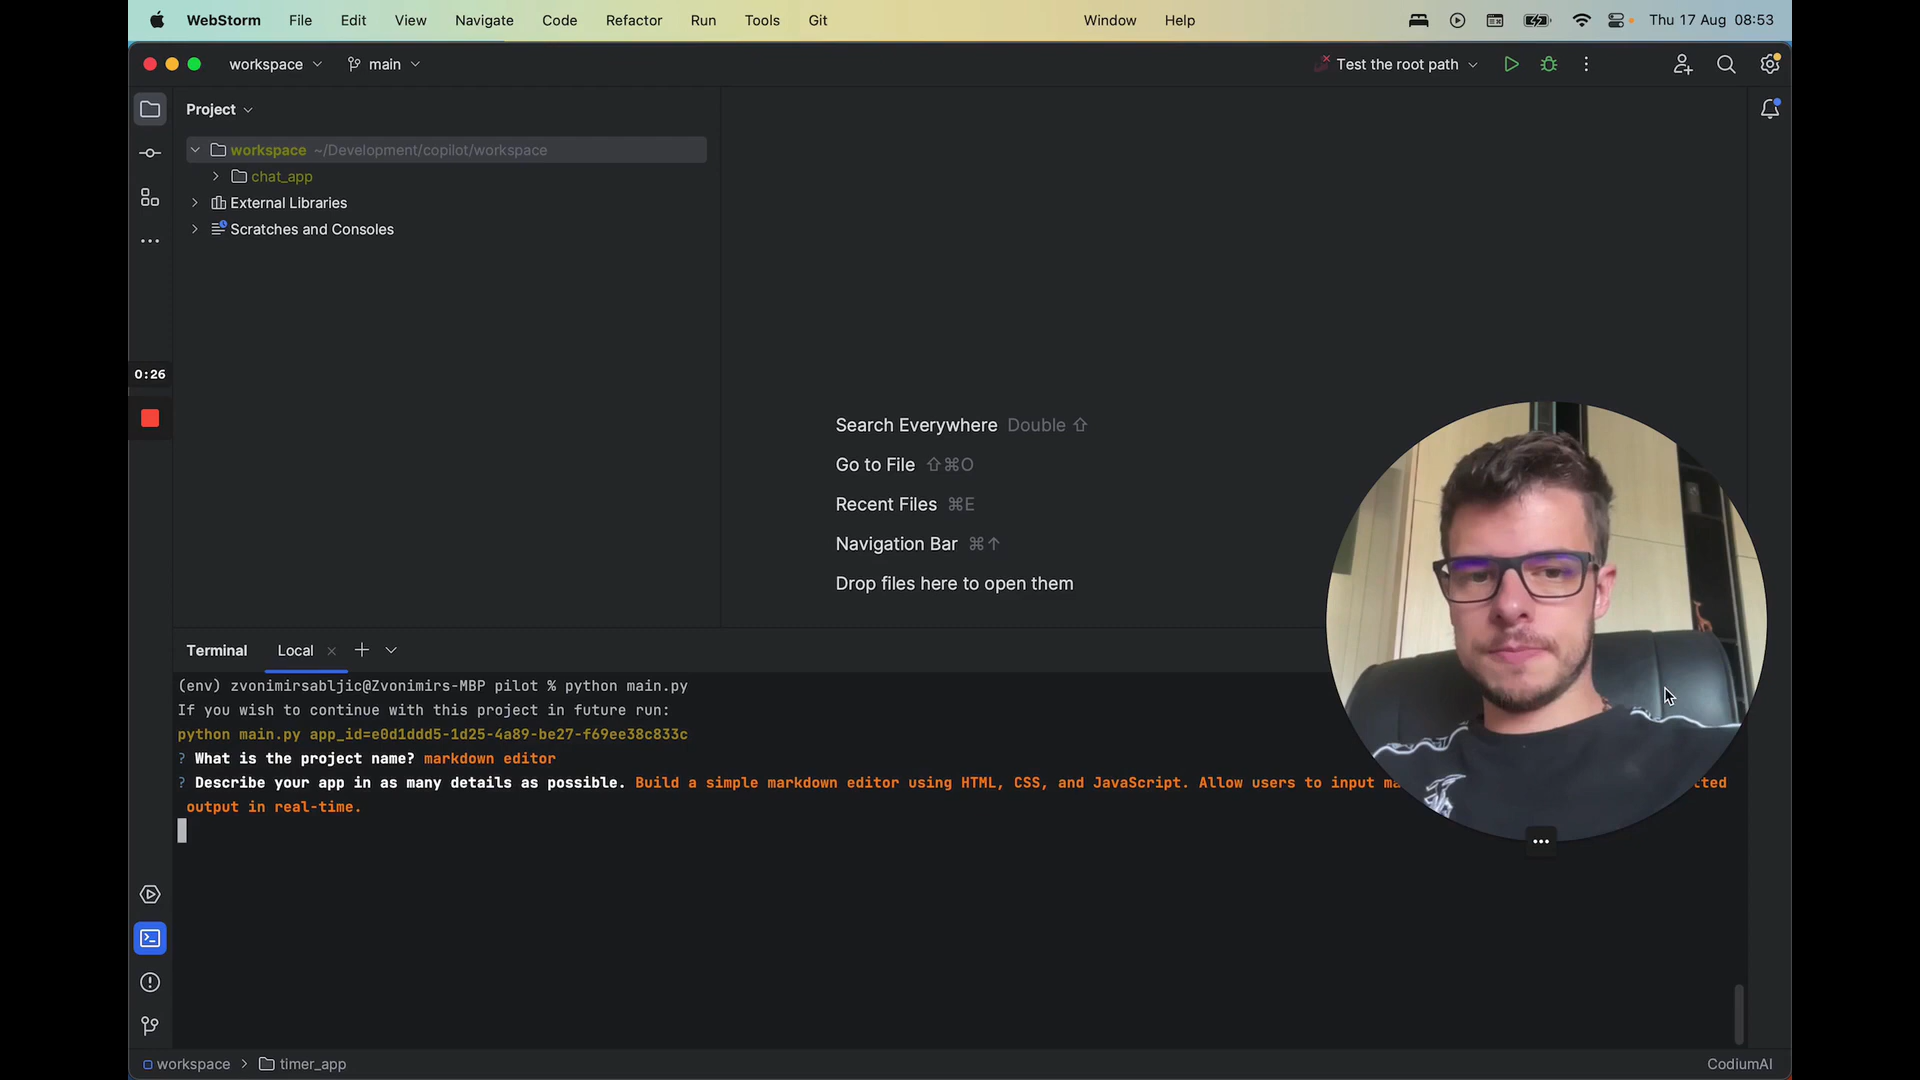 WebStorm File Edit View Navigate Code Refactor Run Tools Git Window Help Thu 17 Aug 08:53
workspace main Test the root path
Project
workspace ~/Development/copilot/workspace
chat_app
External Libraries
Scratches and Consoles
0:26
Search Everywhere Double ⇧
Go to File ⇧⌘O
Recent Files ⌘E
Navigation Bar ⌘↑
Drop files here to open them
Terminal Local
(env) zvonimirsabljic@Zvonimirs-MBP pilot % python main.py
If you wish to continue with this project in future run:
python main.py app_id=e0d1ddd5-1d25-4a89-be27-f69ee38c833c
? What is the project name? markdown editor
? Describe your app in as many details as possible. Build a simple markdown editor using HTML, CSS, and JavaScript. Allow users to input
output in real-time.
workspace > timer_app CodiumAI